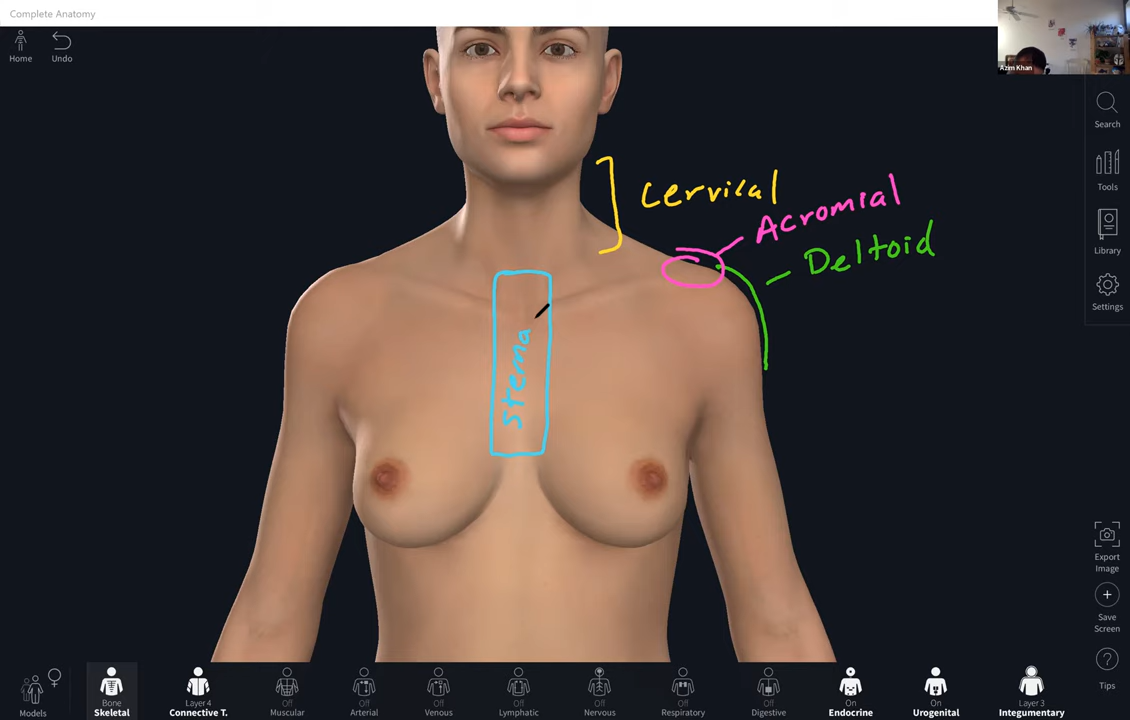 Complete Anatomy
Home
Undo
Azim Khan
Search
Tools
Library
Settings
Cervical
Acromial
Deltoid
Sterna
Export
Image
Save
Screen
Tips
Models
Bone
Skeletal
Layer 4
Connective T.
Off
Muscular
Off
Arterial
Off
Venous
Off
Lymphatic
Off
Nervous
Off
Respiratory
Off
Digestive
On
Endocrine
On
Urogenital
Layer 3
Integumentary